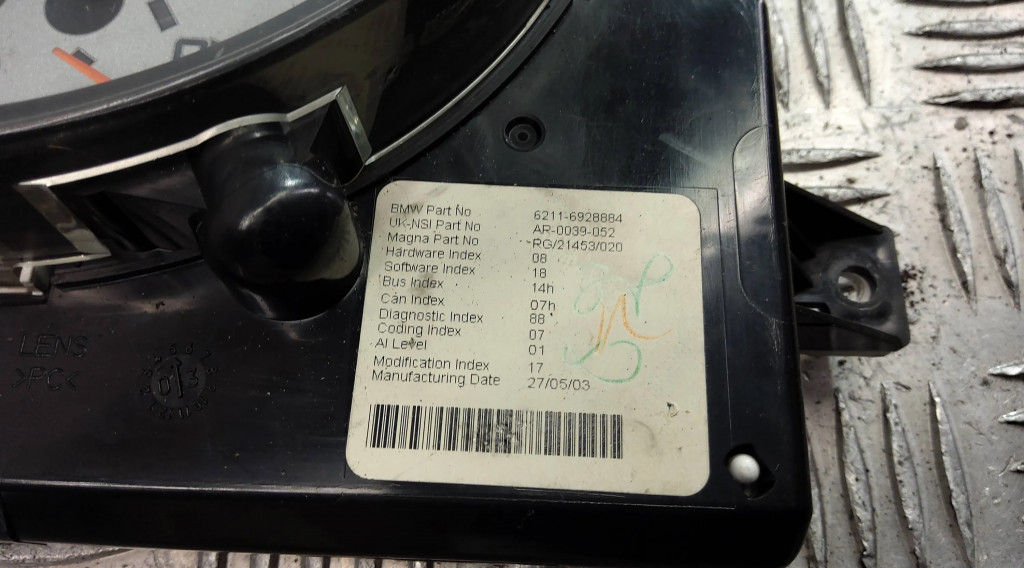 BMW Part No 6211-6928884
UK-NSI Part No AR-0039-052
Magna Part No RG/21453/020
Hardware Index 08
Software Index 18
Bus Index 14h
Can Index 07h
Diagnostic Index 88
Coding Index 07
AI Level 01
Modification Index 17
Manufacturing Date 27/05/03
LENS
>PC<